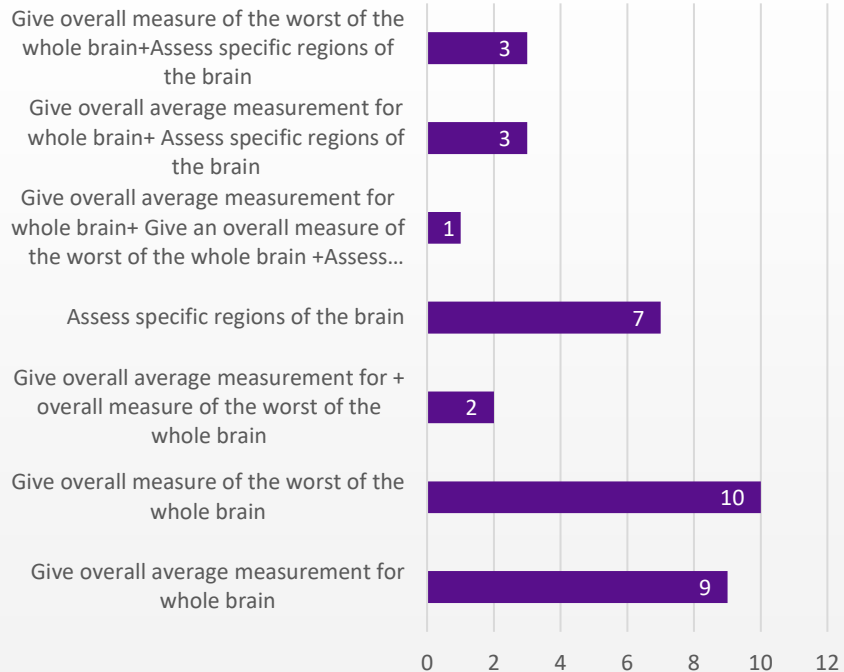 Give overall measure of the worst of the
whole brain+Assess specific regions of
the brain
3
Give overall average measurement for
whole brain+ Assess specific regions of
the brain
3
Give overall average measurement for
whole brain+ Give an overall measure of
the worst of the whole brain +Assess...
1
Assess specific regions of the brain
7
Give overall average measurement for +
overall measure of the worst of the
whole brain
2
Give overall measure of the worst of the
whole brain
10
Give overall average measurement for
whole brain
9
0 2 4 6 8 10 12